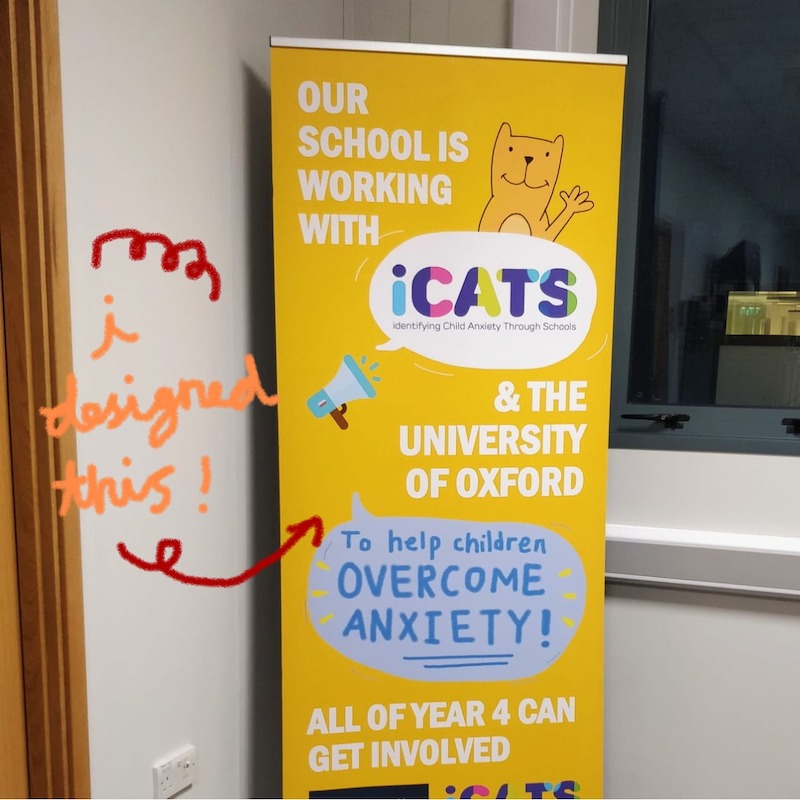 OUR
SCHOOL IS
WORKING
WITH
iCATS
identifying Child Anxiety Through Schools
i
designed
this!
& THE
UNIVERSITY
OF OXFORD
To help children
OVERCOME
ANXIETY!
ALL OF YEAR 4 CAN
GET INVOLVED
iCATS